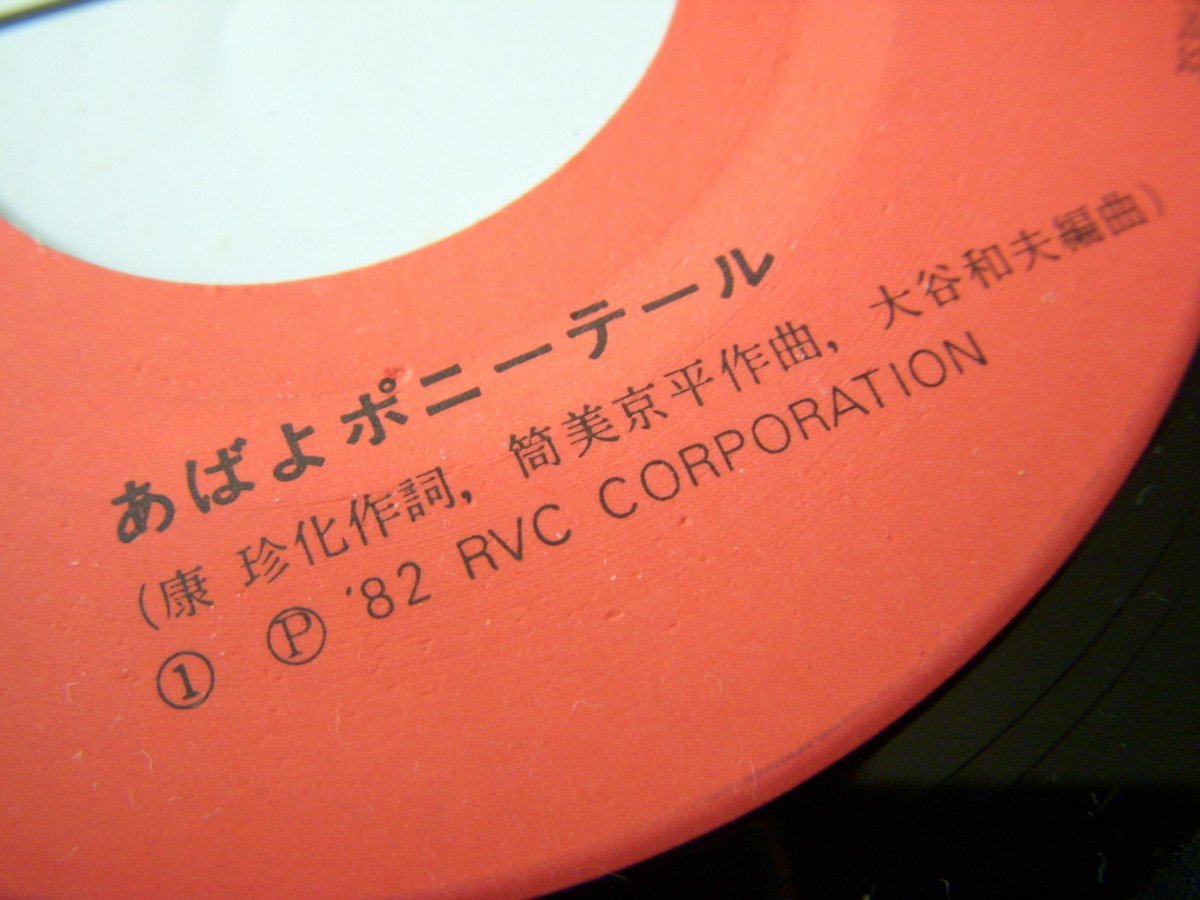 あばよポニーテール
(康 珍化作詞, 筒美京平作曲, 大谷和夫編曲)
① Ⓟ '82 RVC CORPORATION